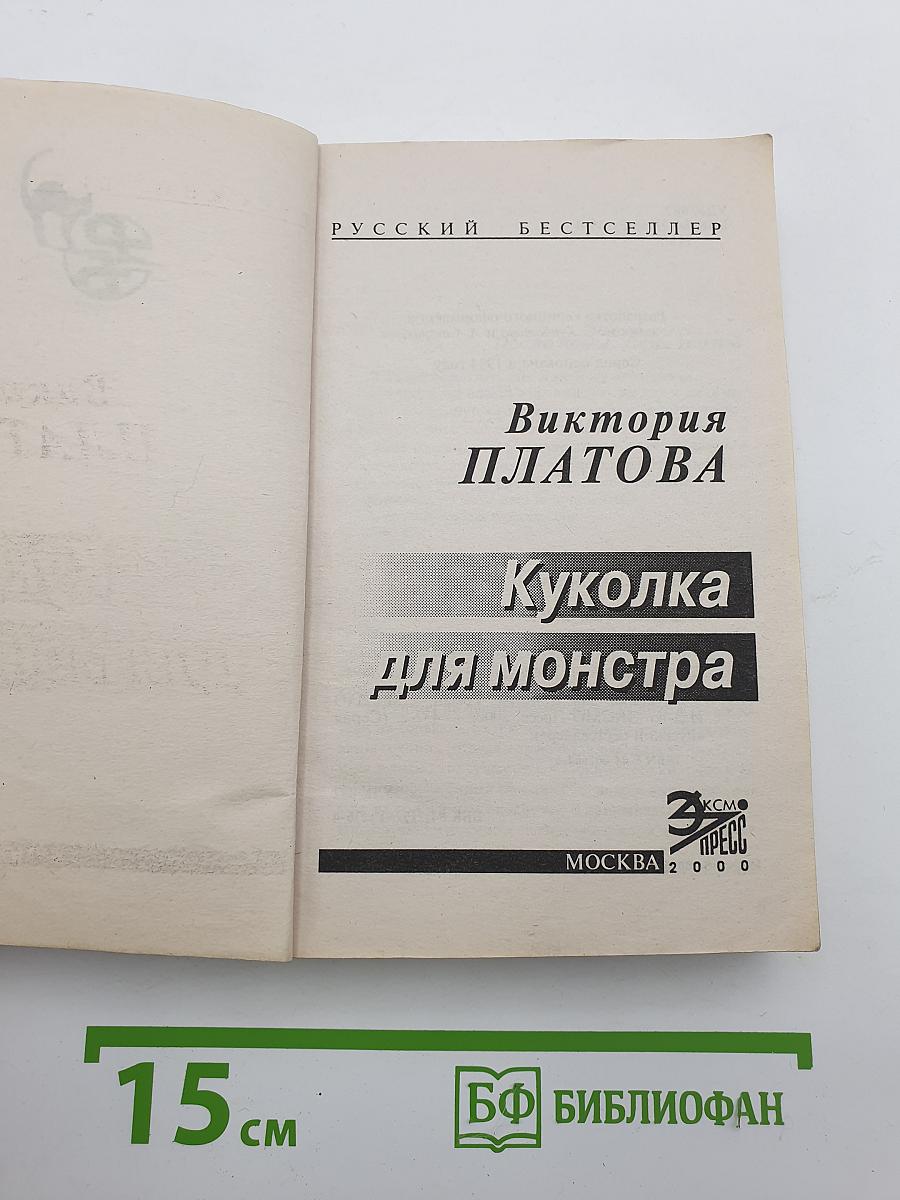 РУССКИЙ БЕСТСЕЛЛЕР
Виктория
ПЛАТОВА
Куколка
для монстра
ЭКСМО
ПРЕСС
МОСКВА
2000
15 см
БФ БИБЛИОФАН